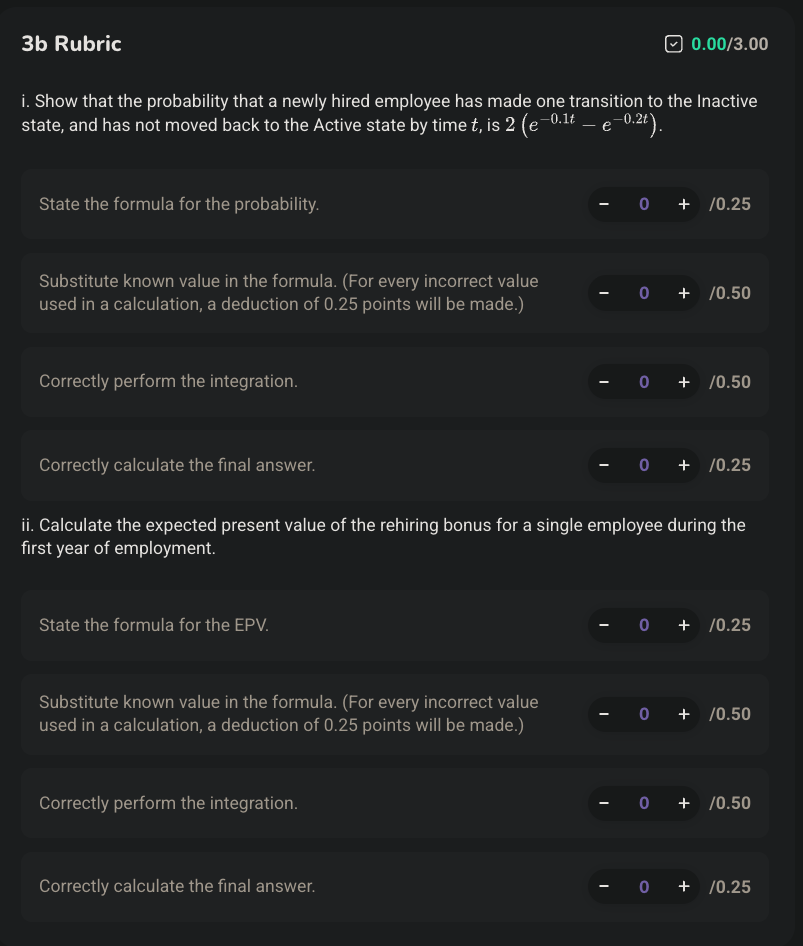 3b Rubric
0.00/3.00
i. Show that the probability that a newly hired employee has made one transition to the Inactive
state, and has not moved back to the Active state by time t, is 2 (e^{-0.1t} − e^{-0.2t}).
State the formula for the probability.
− 0 + /0.25
Substitute known value in the formula. (For every incorrect value
used in a calculation, a deduction of 0.25 points will be made.)
− 0 + /0.50
Correctly perform the integration.
− 0 + /0.50
Correctly calculate the final answer.
− 0 + /0.25
ii. Calculate the expected present value of the rehiring bonus for a single employee during the
first year of employment.
State the formula for the EPV.
− 0 + /0.25
Substitute known value in the formula. (For every incorrect value
used in a calculation, a deduction of 0.25 points will be made.)
− 0 + /0.50
Correctly perform the integration.
− 0 + /0.50
Correctly calculate the final answer.
− 0 + /0.25